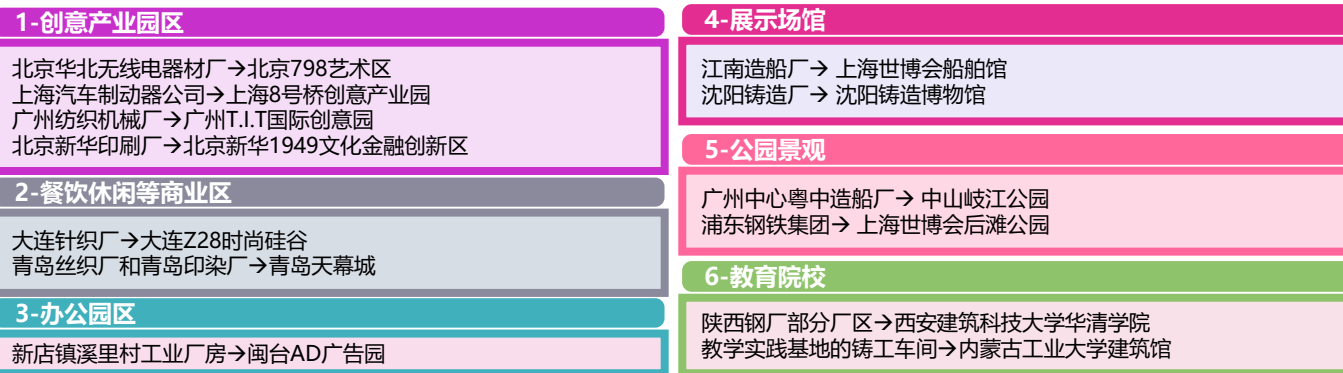 1-创意产业园区
北京华北无线电器材厂→北京798艺术区
上海汽车制动器公司→上海8号桥创意产业园
广州纺织机械厂→广州T.I.T国际创意园
北京新华印刷厂→北京新华1949文化金融创新区
2-餐饮休闲等商业区
大连针织厂→大连Z28时尚硅谷
青岛丝织厂和青岛印染厂→青岛天幕城
3-办公园区
新店镇溪里村工业厂房→闽台AD广告园
4-展示场馆
江南造船厂→ 上海世博会船舶馆
沈阳铸造厂→ 沈阳铸造博物馆
5-公园景观
广州中心粤中造船厂→ 中山岐江公园
浦东钢铁集团→ 上海世博会后滩公园
6-教育院校
陕西钢厂部分厂区→西安建筑科技大学华清学院
教学实践基地的铸工车间→内蒙古工业大学建筑馆